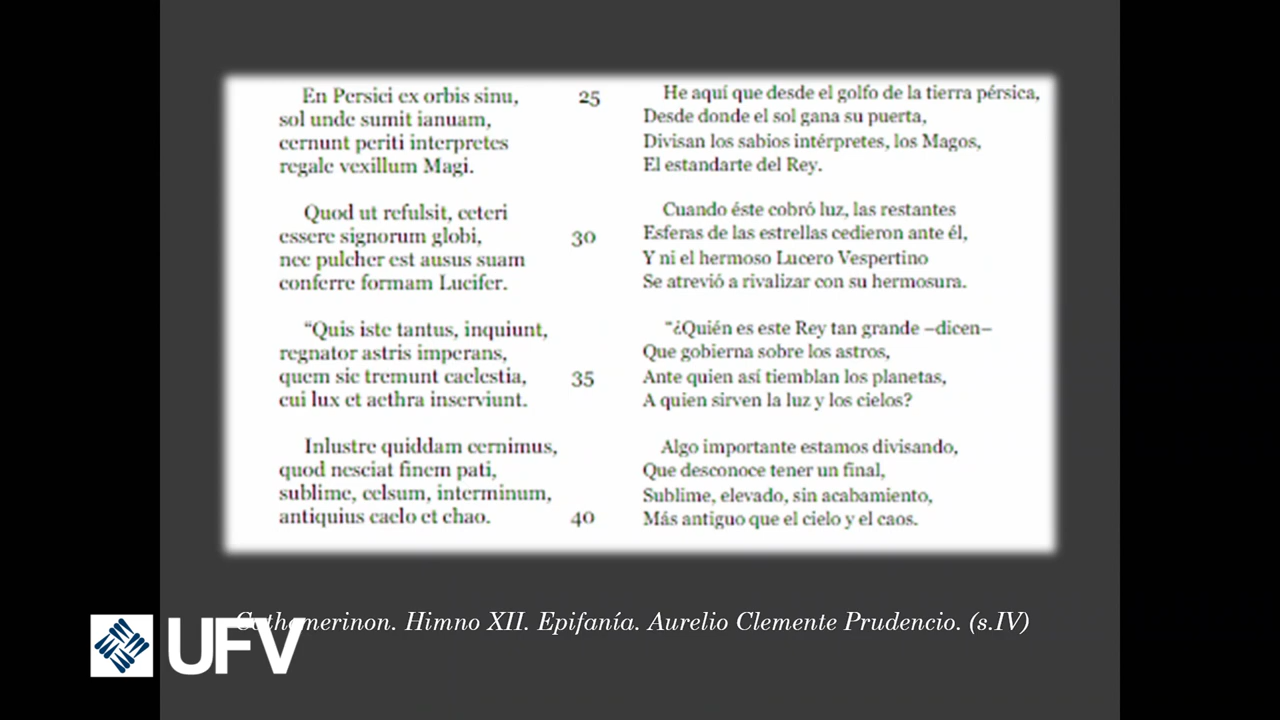 En Persici ex orbis sinu,
sol unde sumit ianuam,
cernunt periti interpretes
regale vexillum Magi.
Quod ut refulsit, ceteri
essere signorum globi,
nec pulcher est ausus suam
conferre formam Lucifer.
“Quis iste tantus, inquiunt,
regnator astris imperans,
quem sic tremunt caelestia,
cui lux et aethra inserviunt.
Inlustre quiddam cernimus,
quod nesciat finem pati,
sublime, celsum, interminum,
antiquius caelo et chao.
25
30
35
40
He aquí que desde el golfo de la tierra pérsica,
Desde donde el sol gana su puerta,
Divisan los sabios intérpretes, los Magos,
El estandarte del Rey.
Cuando éste cobró luz, las restantes
Esferas de las estrellas cedieron ante él,
Y ni el hermoso Lucero Vespertino
Se atrevió a rivalizar con su hermosura.
“¿Quién es este Rey tan grande –dicen–
Que gobierna sobre los astros,
Ante quien así tiemblan los planetas,
A quien sirven la luz y los cielos?
Algo importante estamos divisando,
Que desconoce tener un final,
Sublime, elevado, sin acabamiento,
Más antiguo que el cielo y el caos.
Cathemerinon. Himno XII. Epifanía. Aurelio Clemente Prudencio. (s.IV)
UFV